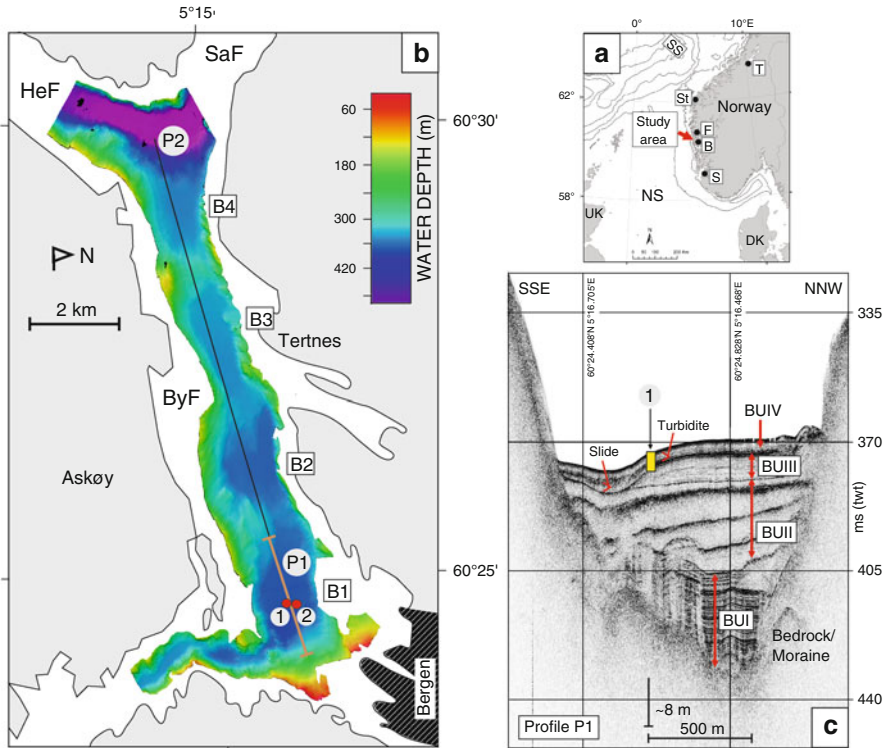 5°15'
b
SaF
HeF
60
180
300
420
WATER DEPTH (m)
60°30'
P2
B4
N
2 km
B3
Tertnes
ByF
Askøy
B2
P1
60°25'
B1
1
2
Bergen
0°
10°E
a
SS
T
62°
St
Norway
Study
area
F
B
S
58°
NS
UK
DK
N
SSE
NNW
60°24.408'N 5°16.705'E
60°24.828'N 5°16.468'E
335
1
BUIV
Turbidite
370
Slide
BUIII
ms (twt)
BUII
405
BUI
Bedrock/
Moraine
~8 m
440
Profile P1
500 m
c